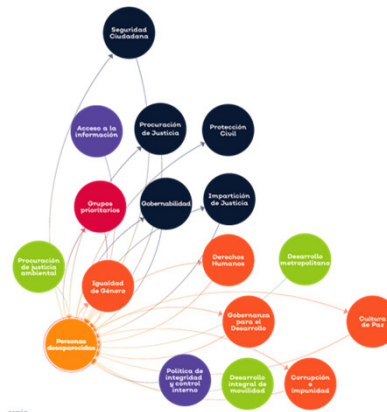 Seguridad
Ciudadana
Acceso a la
información
Procuración
de Justicia
Protección
Civil
Grupos
prioritarios
Gobernabilidad
Impartición
de Justicia
Procuración
de justicia
ambiental
Igualdad
de Género
Derechos
Humanos
Desarrollo
metropolitano
Personas
desaparecidas
Gobernanza
para el
Desarrollo
Cultura
de Paz
Política de
integridad
y control
interno
Desarrollo
integral de
movilidad
Corrupción
e
impunidad